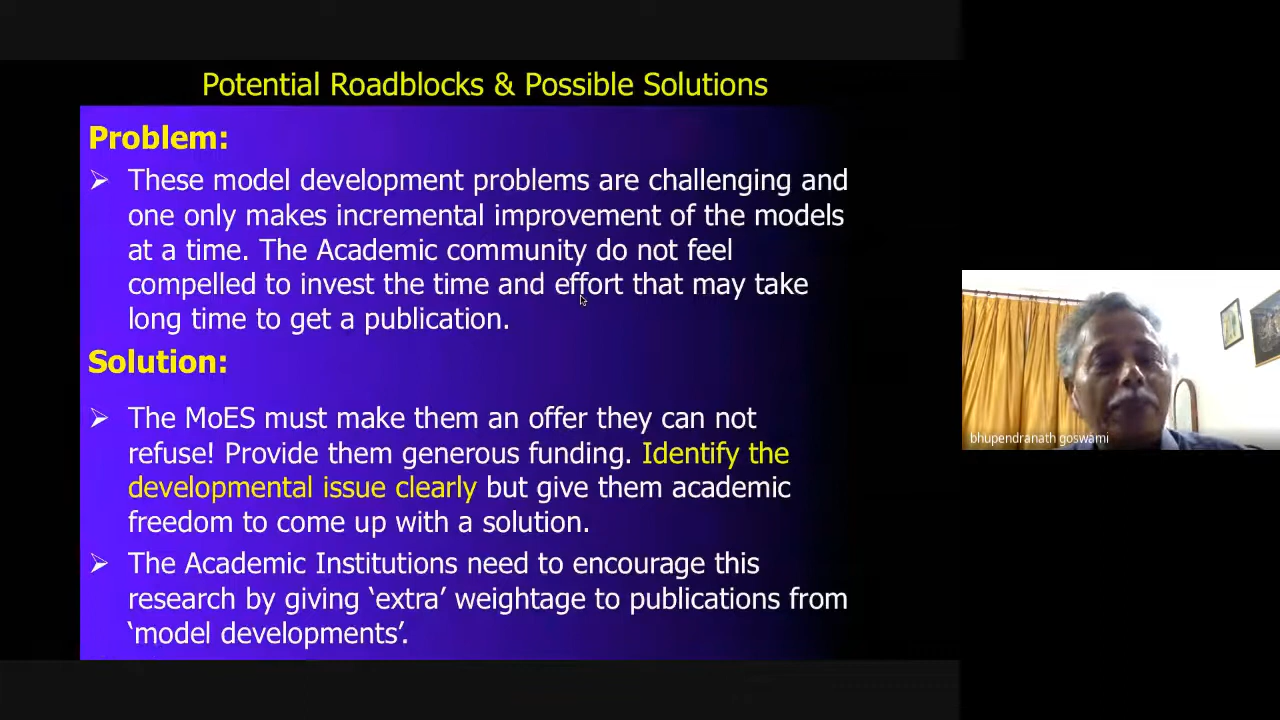 Potential Roadblocks & Possible Solutions
Problem:
➢ These model development problems are challenging and
one only makes incremental improvement of the models
at a time. The Academic community do not feel
compelled to invest the time and effort that may take
long time to get a publication.
Solution:
➢ The MoES must make them an offer they can not
refuse! Provide them generous funding. Identify the
developmental issue clearly but give them academic
freedom to come up with a solution.
➢ The Academic Institutions need to encourage this
research by giving ‘extra’ weightage to publications from
‘model developments’.
bhupendranath goswami